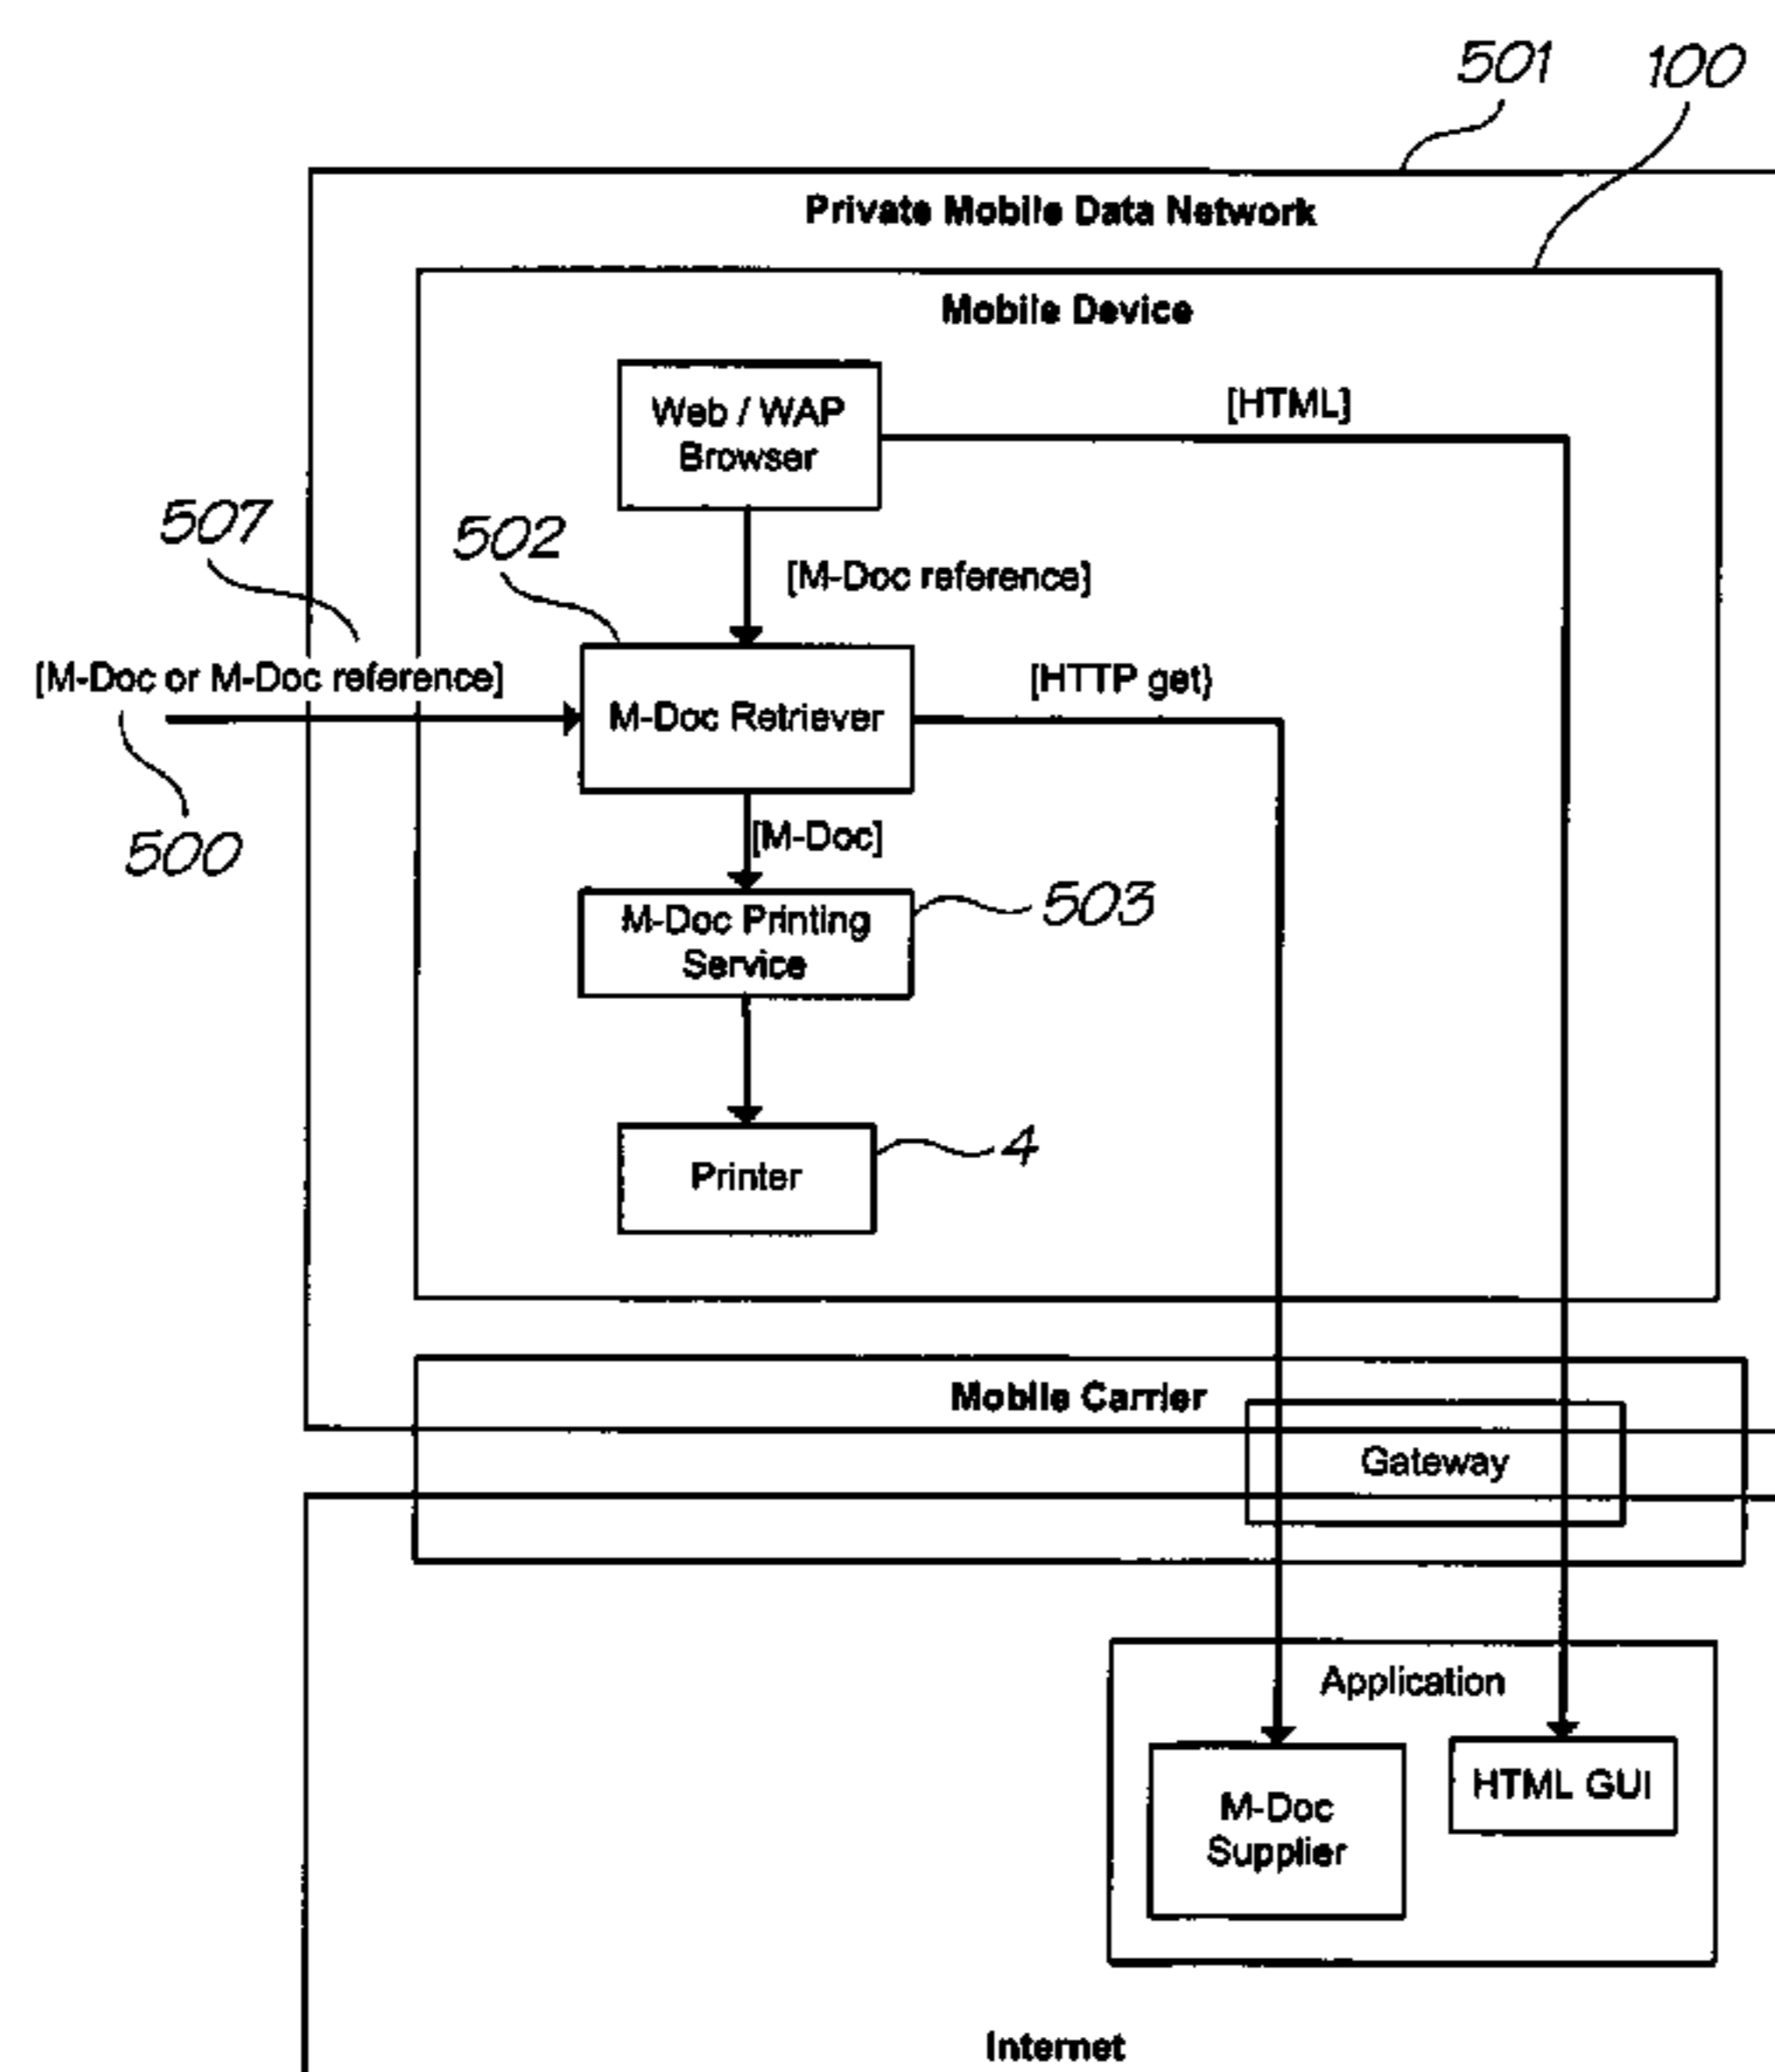 501
100
Private Mobile Data Network
Mobile Device
Web / WAP
Browser
[HTML]
507
502
[M-Doc reference]
[M-Doc or M-Doc reference]
M-Doc Retriever
[HTTP get}
500
[M-Doc]
M-Doc Printing
Service
503
Printer
4
Mobile Carrier
Gateway
Application
M-Doc
Supplier
HTML GUI
Internet